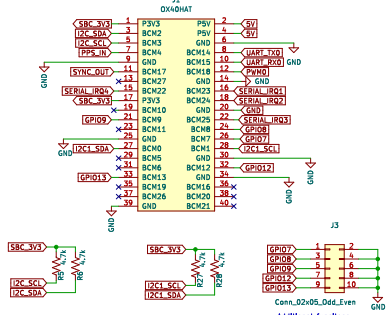 OX40HAT
SBC_3V3 1 P3V3 P5V 2 5V
I2C_SDA 3 BCM2 P5V 4 5V
I2C_SCL 5 BCM3 GND 6 GND
PPS_IN 7 BCM4 BCM14 8 UART_TX0
GND 9 GND BCM15 10 UART_RX0
SYNC_OUT 11 BCM17 BCM18 12 PWM0
13 BCM27 GND 14 GND
SERIAL_IRQ4 15 BCM22 BCM23 16 SERIAL_IRQ1
SBC_3V3 17 P3V3 BCM24 18 SERIAL_IRQ2
19 BCM10 GND 20 GND
GPIO9 21 BCM9 BCM25 22 SERIAL_IRQ3
23 BCM11 BCM8 24 GPIO8
GND 25 GND BCM7 26 GPIO7
I2C1_SDA 27 BCM0 BCM1 28 I2C1_SCL
29 BCM5 GND 30 GND
31 BCM6 BCM12 32 GPIO12
GPIO13 33 BCM13 GND 34 GND
35 BCM19 BCM16 36
37 BCM26 BCM20 38
GND 39 GND BCM21 40
SBC_3V3
R5 4.7k
R6 4.7k
I2C_SCL
I2C_SDA
SBC_3V3
R27 4.7k
R28 4.7k
I2C1_SCL
I2C1_SDA
J3
GPIO7 1 2
GPIO8 3 4
GPIO9 5 6
GPIO12 7 8
GPIO13 9 10
Conn_02x05_Odd_Even
GND